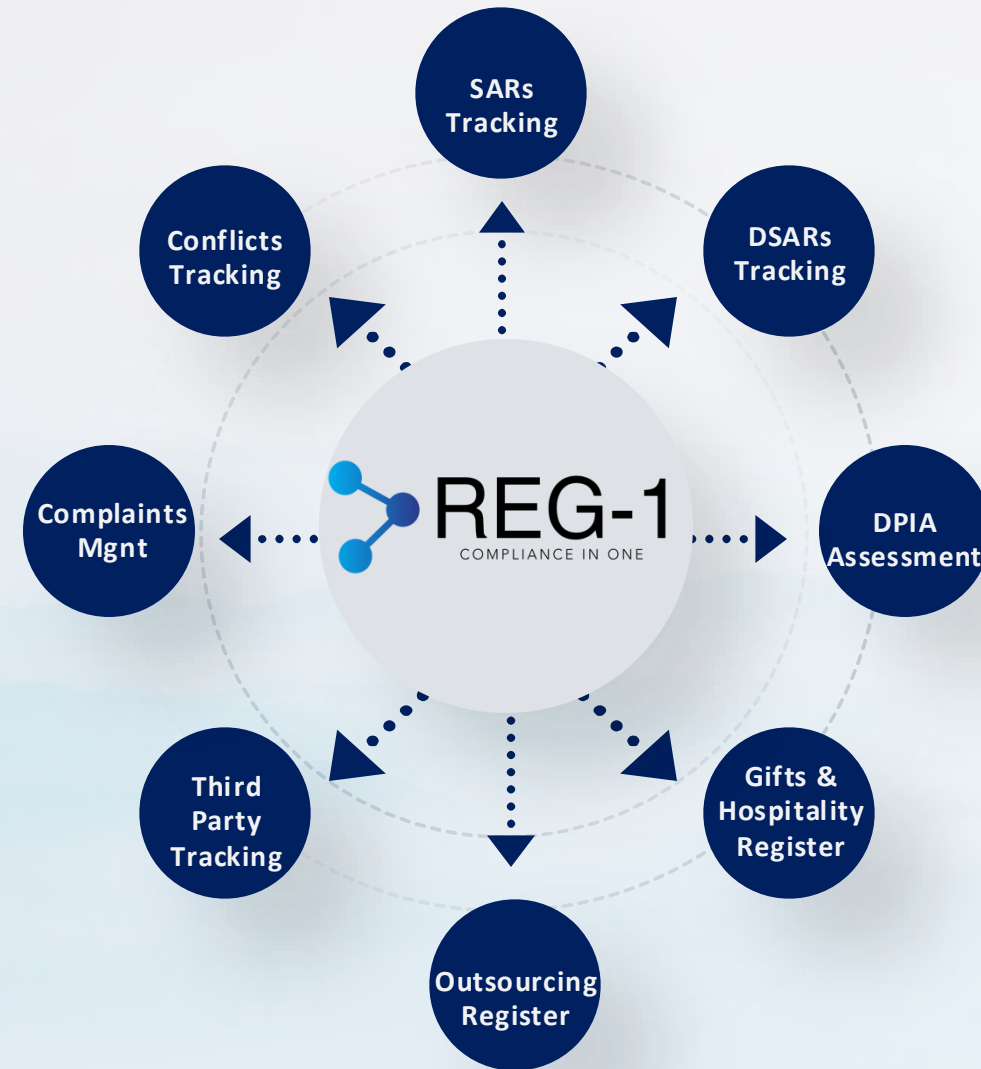 SARs
Tracking
Conflicts
Tracking
DSARs
Tracking
REG-1
COMPLIANCE IN ONE
Complaints
Mgnt
DPIA
Assessment
Third
Party
Tracking
Gifts &
Hospitality
Register
Outsourcing
Register